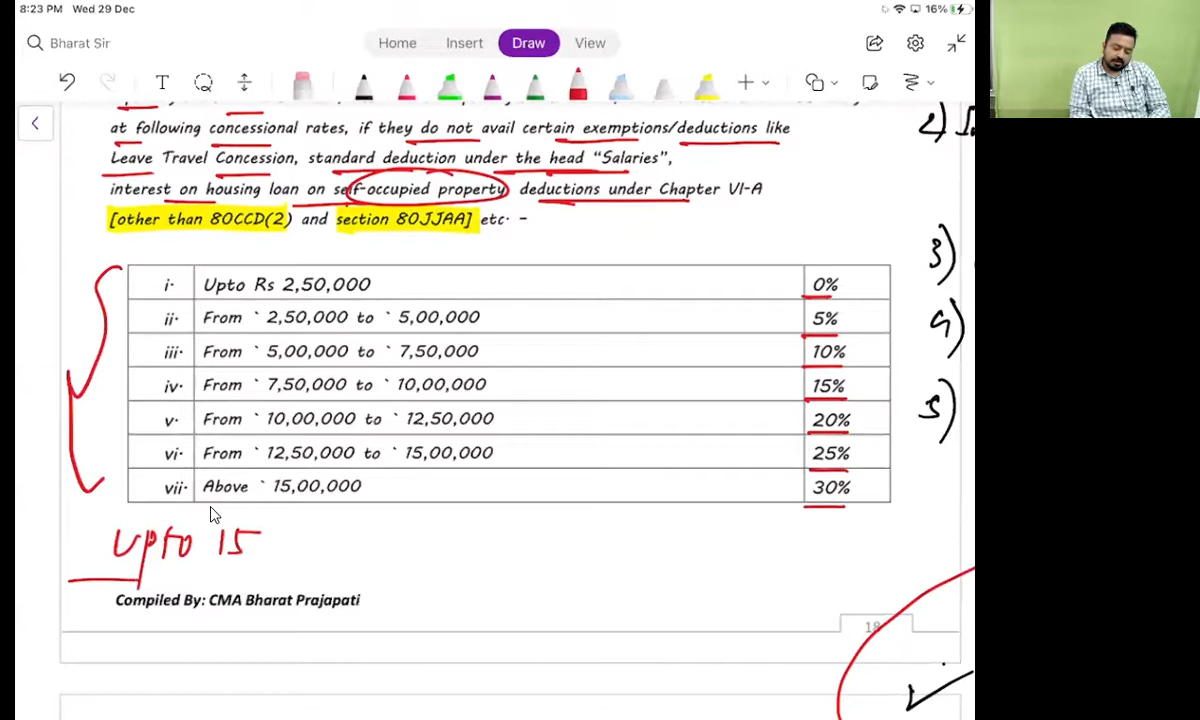 8:23 PM Wed 29 Dec
16%
Bharat Sir
Home Insert Draw View
at following concessional rates, if they do not avail certain exemptions/deductions like
Leave Travel Concession, standard deduction under the head “Salaries”,
interest on housing loan on self-occupied property deductions under Chapter VI-A
[other than 80CCD(2) and section 80JJAA] etc. -
i. Upto Rs 2,50,000 0%
ii. From ` 2,50,000 to ` 5,00,000 5%
iii. From ` 5,00,000 to ` 7,50,000 10%
iv. From ` 7,50,000 to ` 10,00,000 15%
v. From ` 10,00,000 to ` 12,50,000 20%
vi. From ` 12,50,000 to ` 15,00,000 25%
vii. Above ` 15,00,000 30%
upto 15
Compiled By: CMA Bharat Prajapati
18
3)
4)
5)